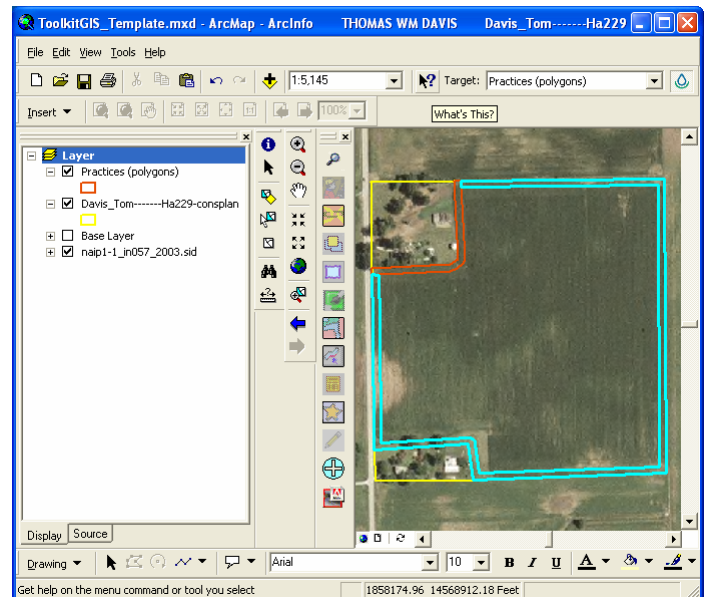 ToolkitGIS_Template.mxd - ArcMap - ArcInfo THOMAS WM DAVIS Davis_Tom-------Ha229
File Edit View Tools Help
1:5,145 Target: Practices (polygons)
Insert 100% What's This?
Layer
Practices (polygons)
Davis_Tom-------Ha229-consplan
Base Layer
naip1-1_in057_2003.sid
Display Source
Drawing Arial 10 B I U A
Get help on the menu command or tool you select 1858174.96 14568912.18 Feet